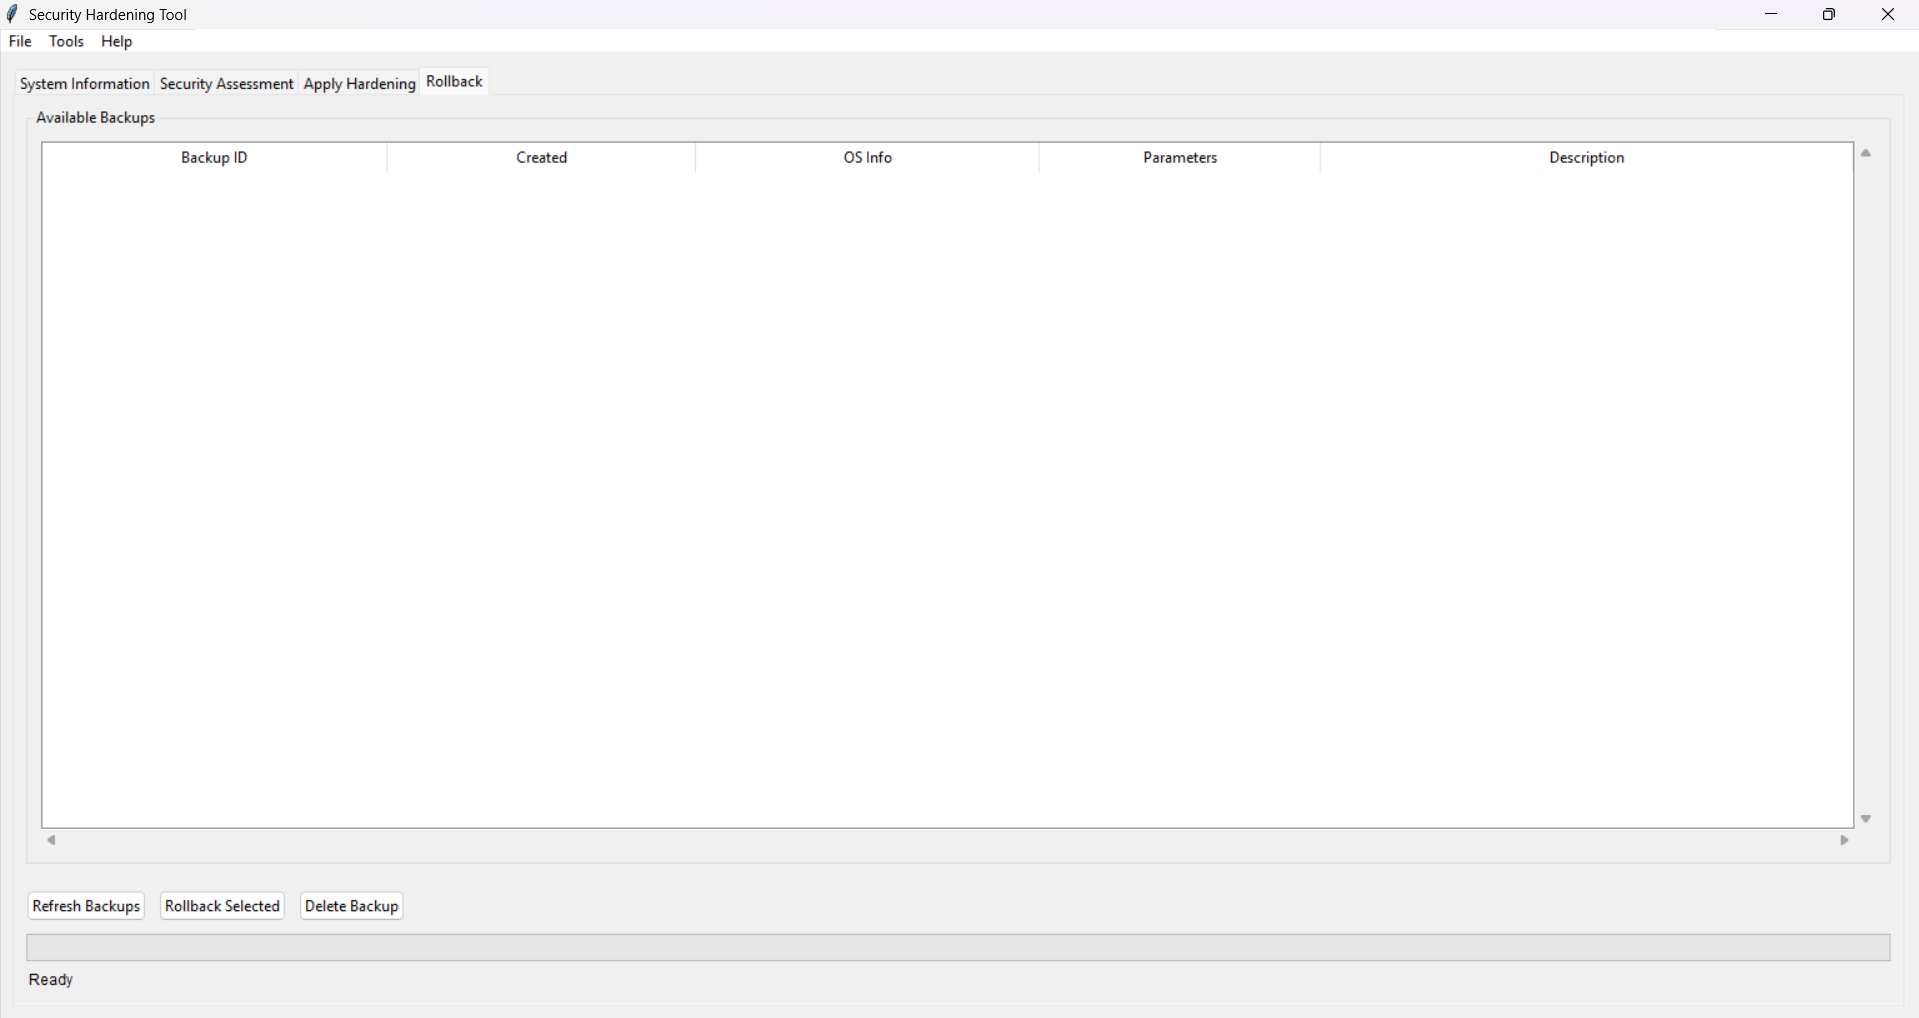 Security Hardening Tool
File Tools Help
System Information Security Assessment Apply Hardening Rollback
Available Backups
Backup ID Created OS Info Parameters Description
Refresh Backups Rollback Selected Delete Backup
Ready